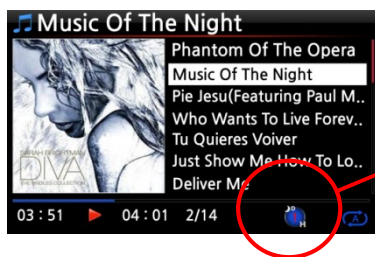 Music Of The Night
Phantom Of The Opera
Music Of The Night
Pie Jesu(Featuring Paul M..
Who Wants To Live Forev..
Tu Quieres Voiver
Just Show Me How To Lo..
Deliver Me
SARAH BRIGHTMAN
DIVA
THE SINGLES COLLECTION
03 : 51
04 : 01
2/14
H
A